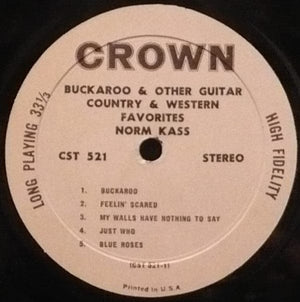 CROWN
BUCKAROO & OTHER GUITAR
COUNTRY & WESTERN
FAVORITES
NORM KASS
LONG PLAYING 33⅓
HIGH FIDELITY
CST 521
STEREO
1. BUCKAROO
2. FEELIN' SCARED
3. MY WALLS HAVE NOTHING TO SAY
4. JUST WHO
5. BLUE ROSES
(CST 521-1)
Printed in U.S.A.